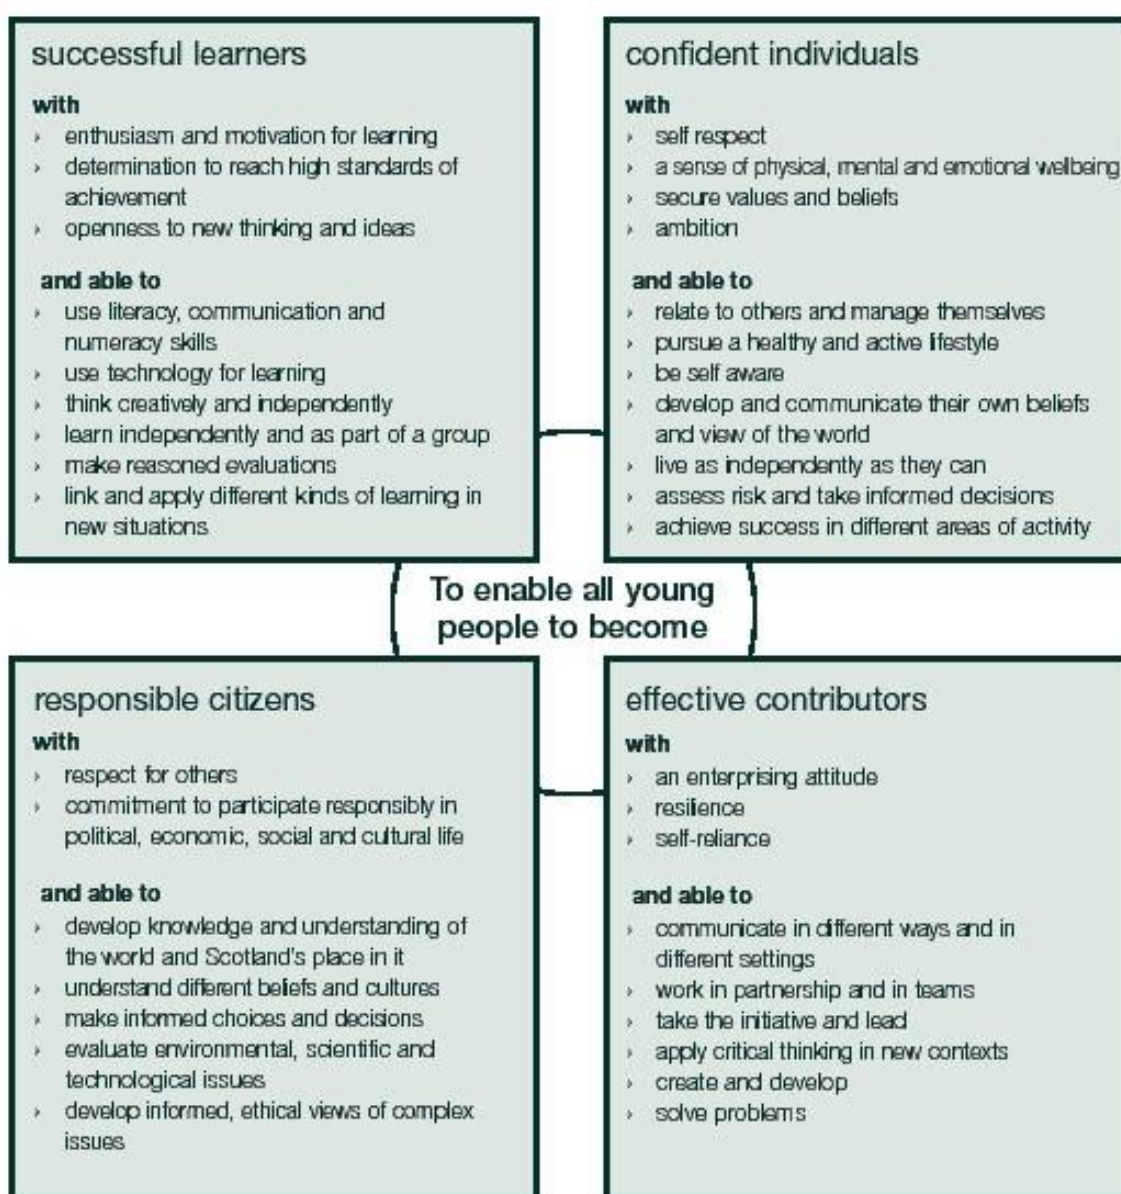 successful learners
with
› enthusiasm and motivation for learning
› determination to reach high standards of
achievement
› openness to new thinking and ideas
and able to
› use literacy, communication and
numeracy skills
› use technology for learning
› think creatively and independently
› learn independently and as part of a group
› make reasoned evaluations
› link and apply different kinds of learning in
new situations
confident individuals
with
› self respect
› a sense of physical, mental and emotional wellbeing
› secure values and beliefs
› ambition
and able to
› relate to others and manage themselves
› pursue a healthy and active lifestyle
› be self aware
› develop and communicate their own beliefs
and view of the world
› live as independently as they can
› assess risk and take informed decisions
› achieve success in different areas of activity
To enable all young
people to become
responsible citizens
with
› respect for others
› commitment to participate responsibly in
political, economic, social and cultural life
and able to
› develop knowledge and understanding of
the world and Scotland's place in it
› understand different beliefs and cultures
› make informed choices and decisions
› evaluate environmental, scientific and
technological issues
› develop informed, ethical views of complex
issues
effective contributors
with
› an enterprising attitude
› resilience
› self-reliance
and able to
› communicate in different ways and in
different settings
› work in partnership and in teams
› take the initiative and lead
› apply critical thinking in new contexts
› create and develop
› solve problems